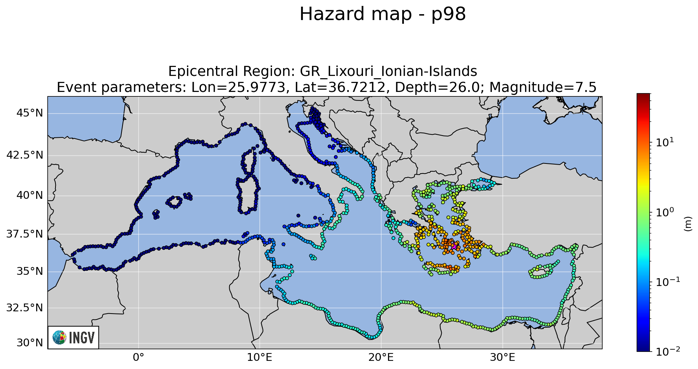 Hazard map - p98
Epicentral Region: GR_Lixouri_Ionian-Islands
Event parameters: Lon=25.9773, Lat=36.7212, Depth=26.0; Magnitude=7.5
45°N
42.5°N
40°N
37.5°N
35°N
32.5°N
30°N
0°
10°E
20°E
30°E
INGV
10¹
10⁰
10⁻¹
10⁻²
(m)